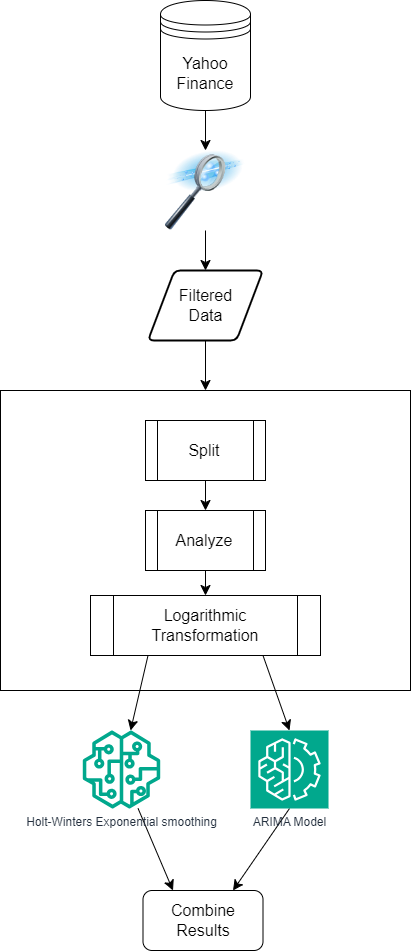 Yahoo
Finance
Filtered
Data
Split
Analyze
Logarithmic
Transformation
Holt-Winters Exponential smoothing
ARIMA Model
Combine
Results